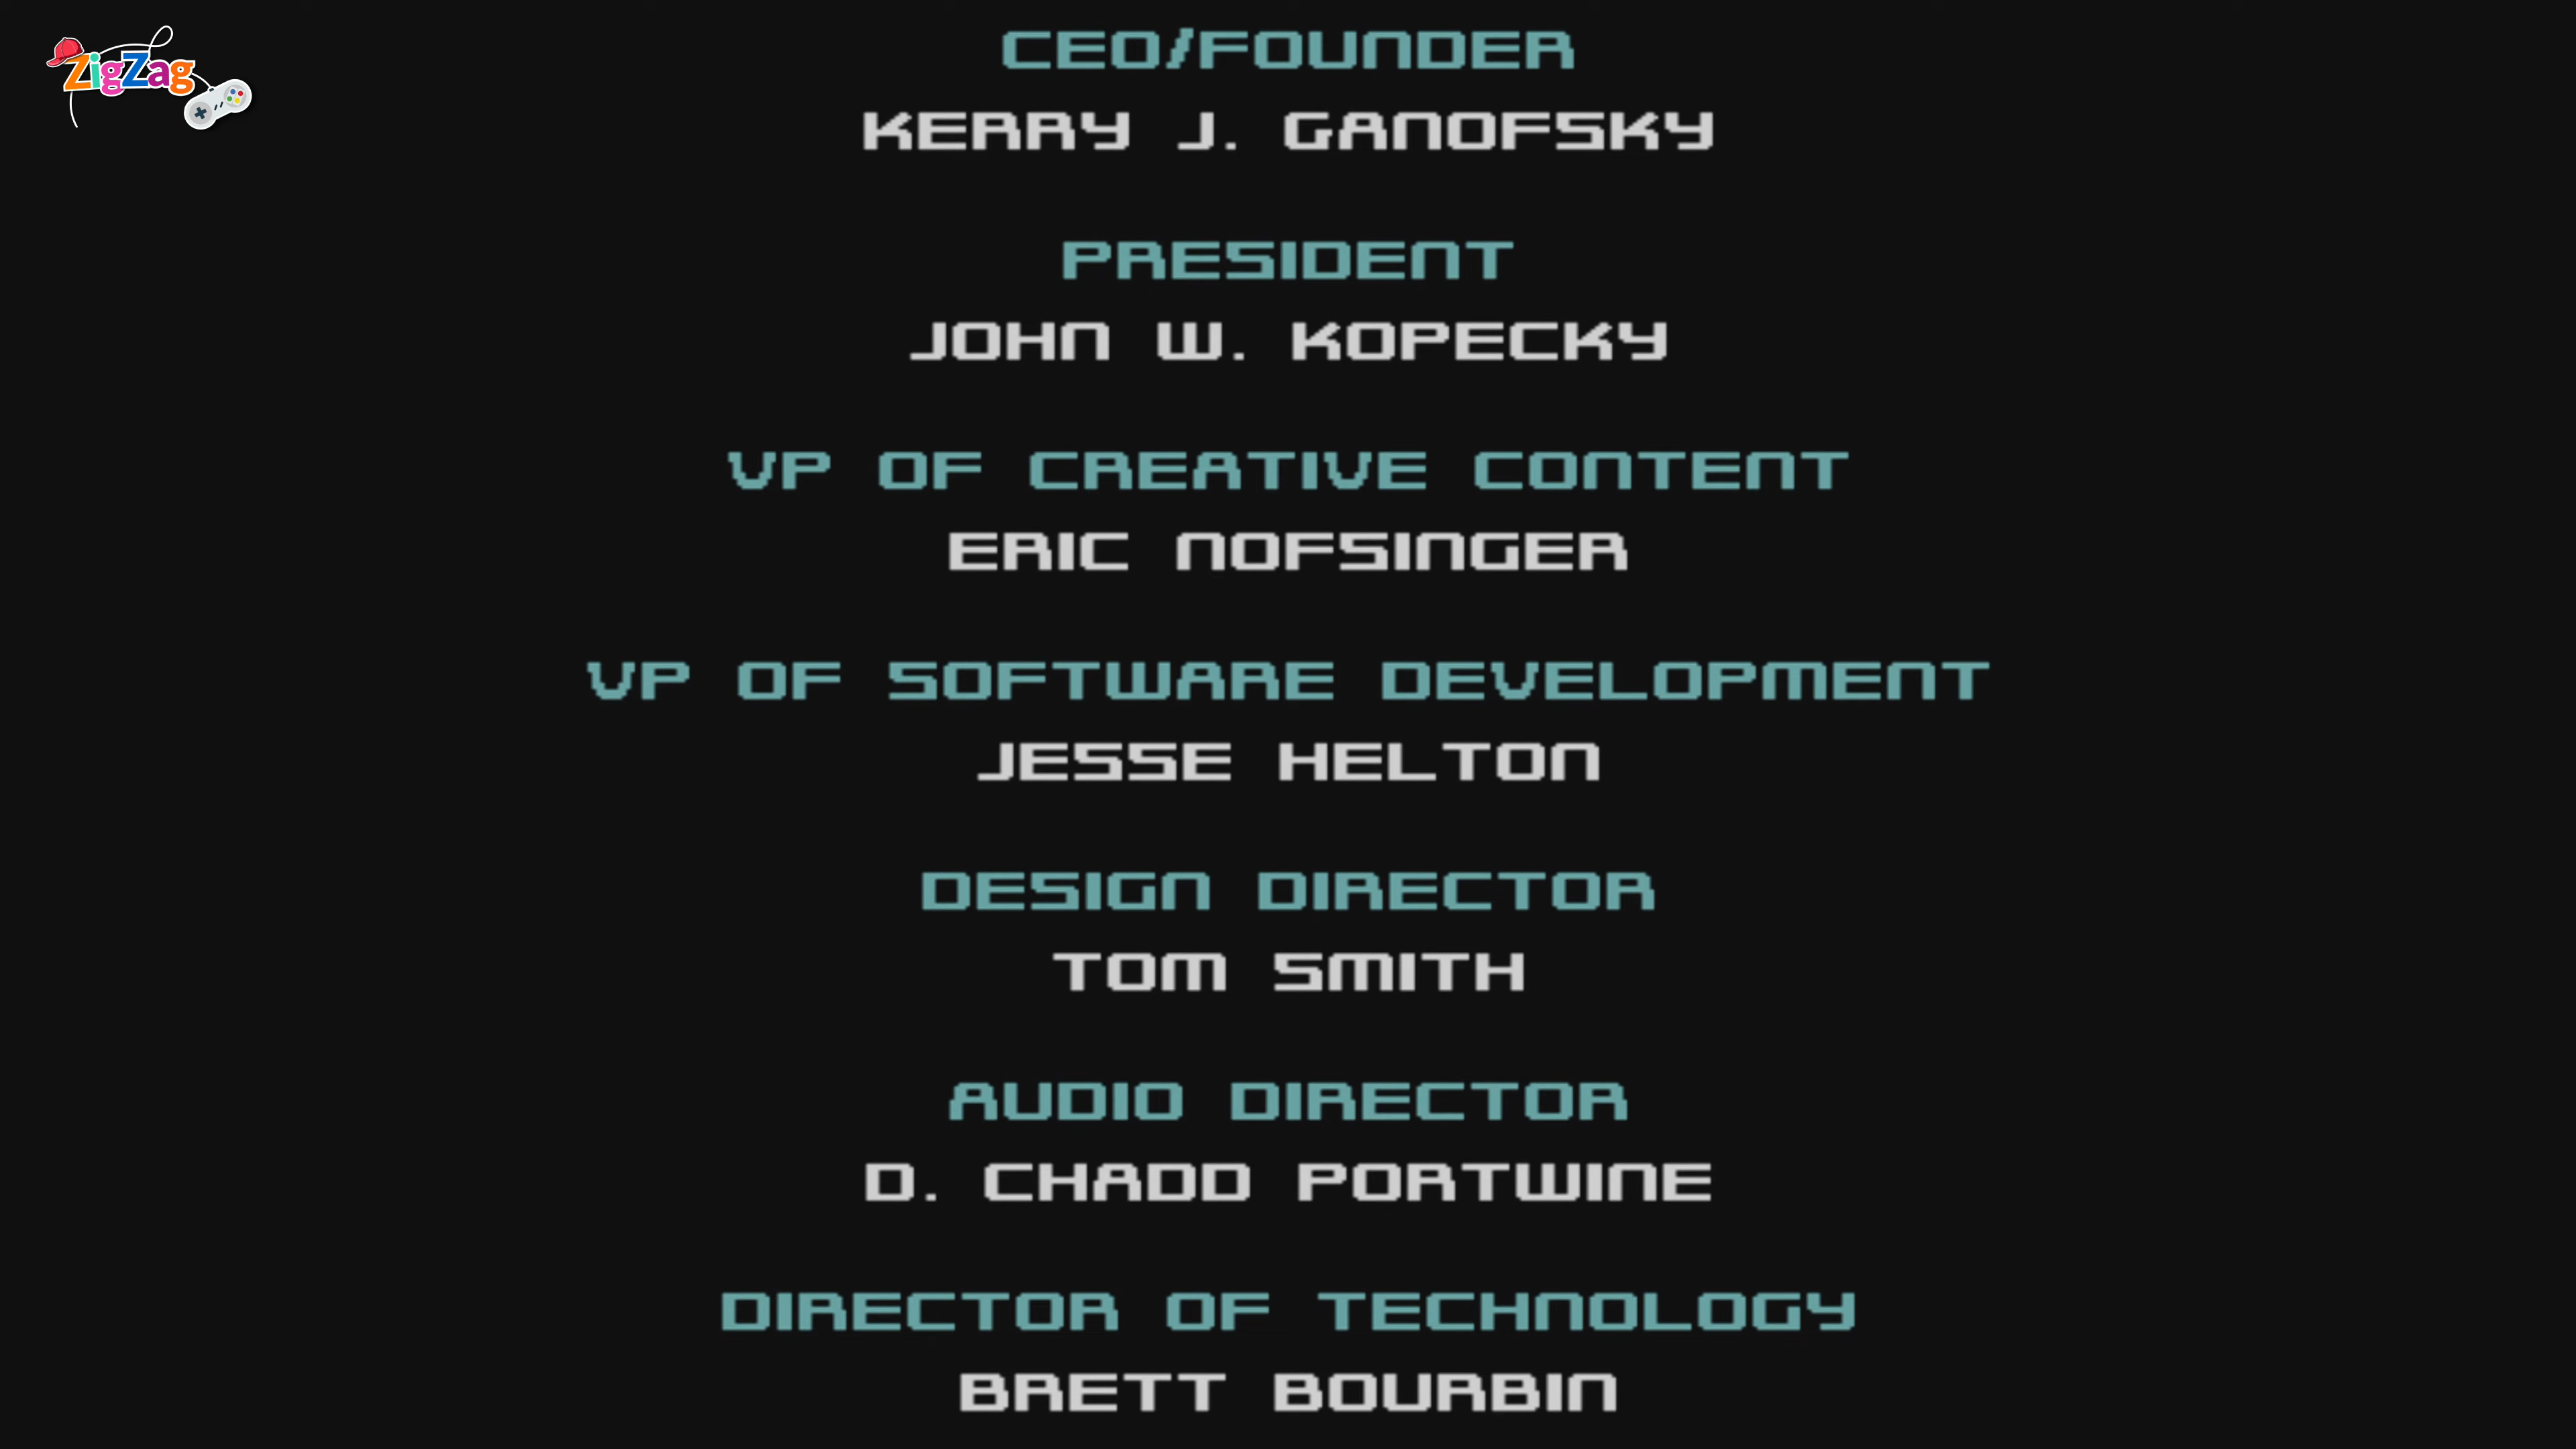 ZigZag
CEO/FOUNDER
KERRY J. GANOFSKY
PRESIDENT
JOHN W. KOPECKY
VP OF CREATIVE CONTENT
ERIC NOFSINGER
VP OF SOFTWARE DEVELOPMENT
JESSE HELTON
DESIGN DIRECTOR
TOM SMITH
AUDIO DIRECTOR
D. CHADD PORTWINE
DIRECTOR OF TECHNOLOGY
BRETT BOURBIN